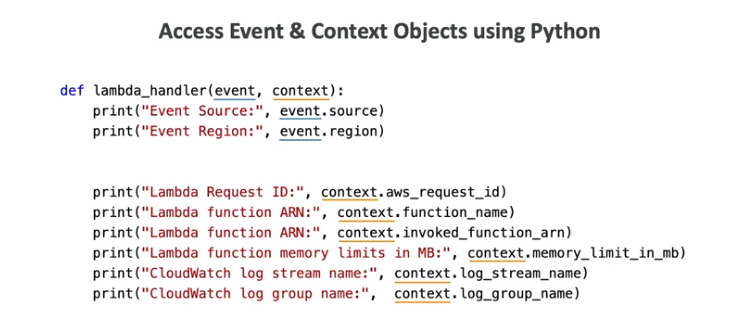 Access Event & Context Objects using Python
def lambda_handler(event, context):
print("Event Source:", event.source)
print("Event Region:", event.region)
print("Lambda Request ID:", context.aws_request_id)
print("Lambda function ARN:", context.function_name)
print("Lambda function ARN:", context.invoked_function_arn)
print("Lambda function memory limits in MB:", context.memory_limit_in_mb)
print("CloudWatch log stream name:", context.log_stream_name)
print("CloudWatch log group name:", context.log_group_name)